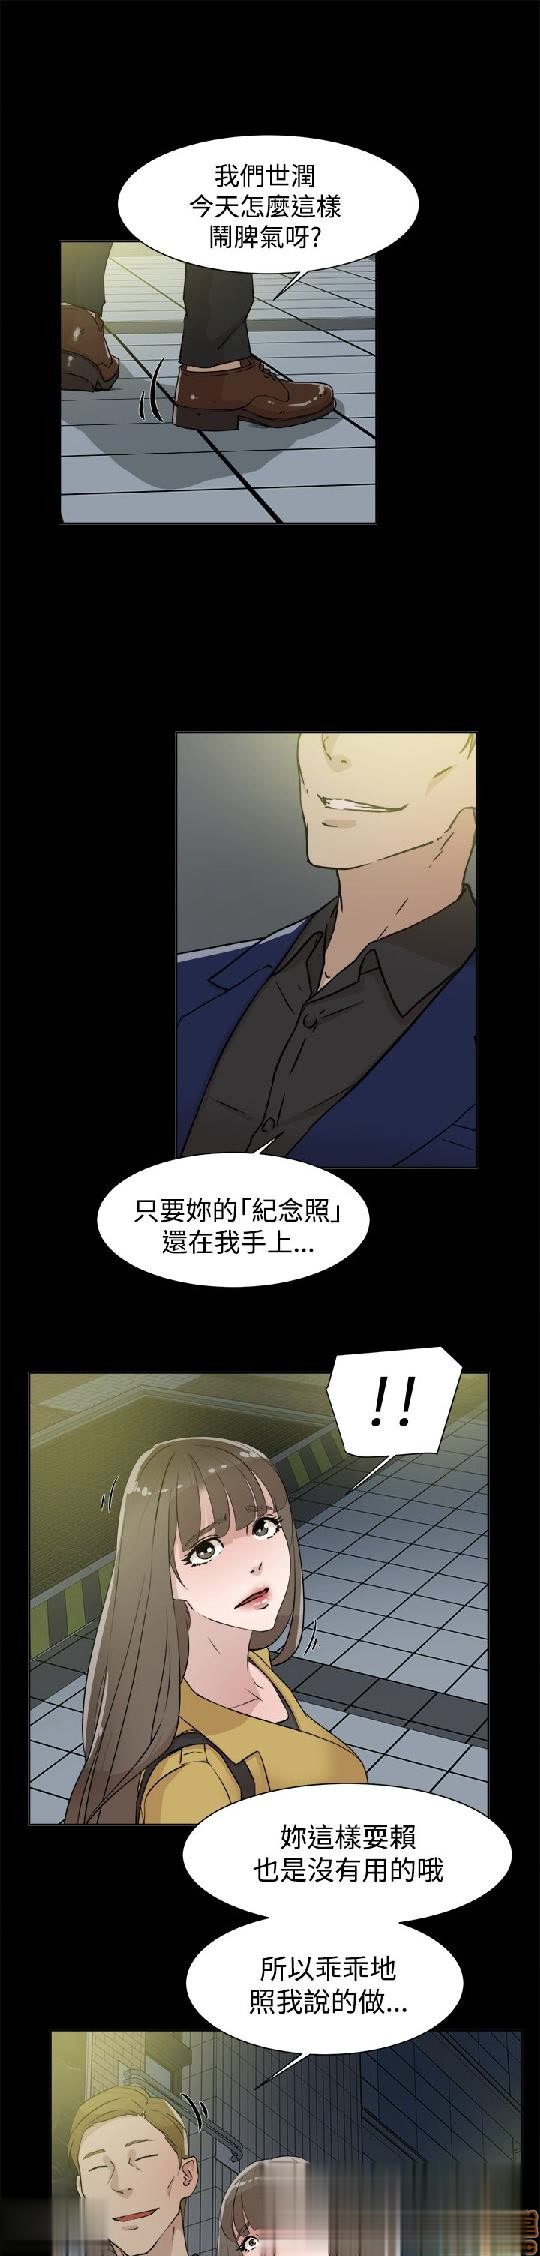 我們世潤
今天怎麼這樣
鬧脾氣呀?
只要妳的「紀念照」
還在我手上...
!!
妳這樣耍賴
也是沒有用的哦
所以乖乖地
照我說的做...